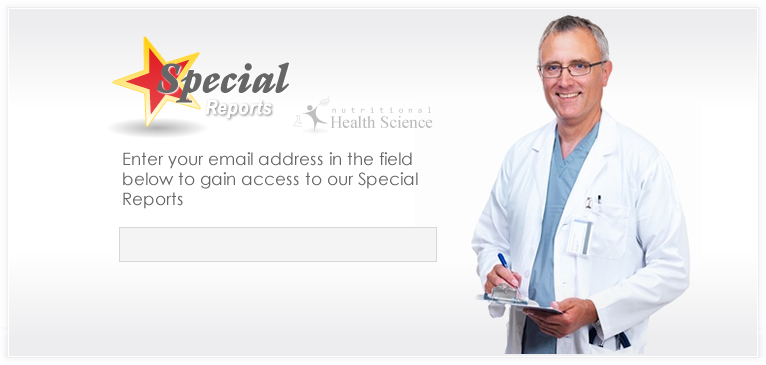 Special
Reports
nutritional
Health Science
Enter your email address in the field
below to gain access to our Special
Reports